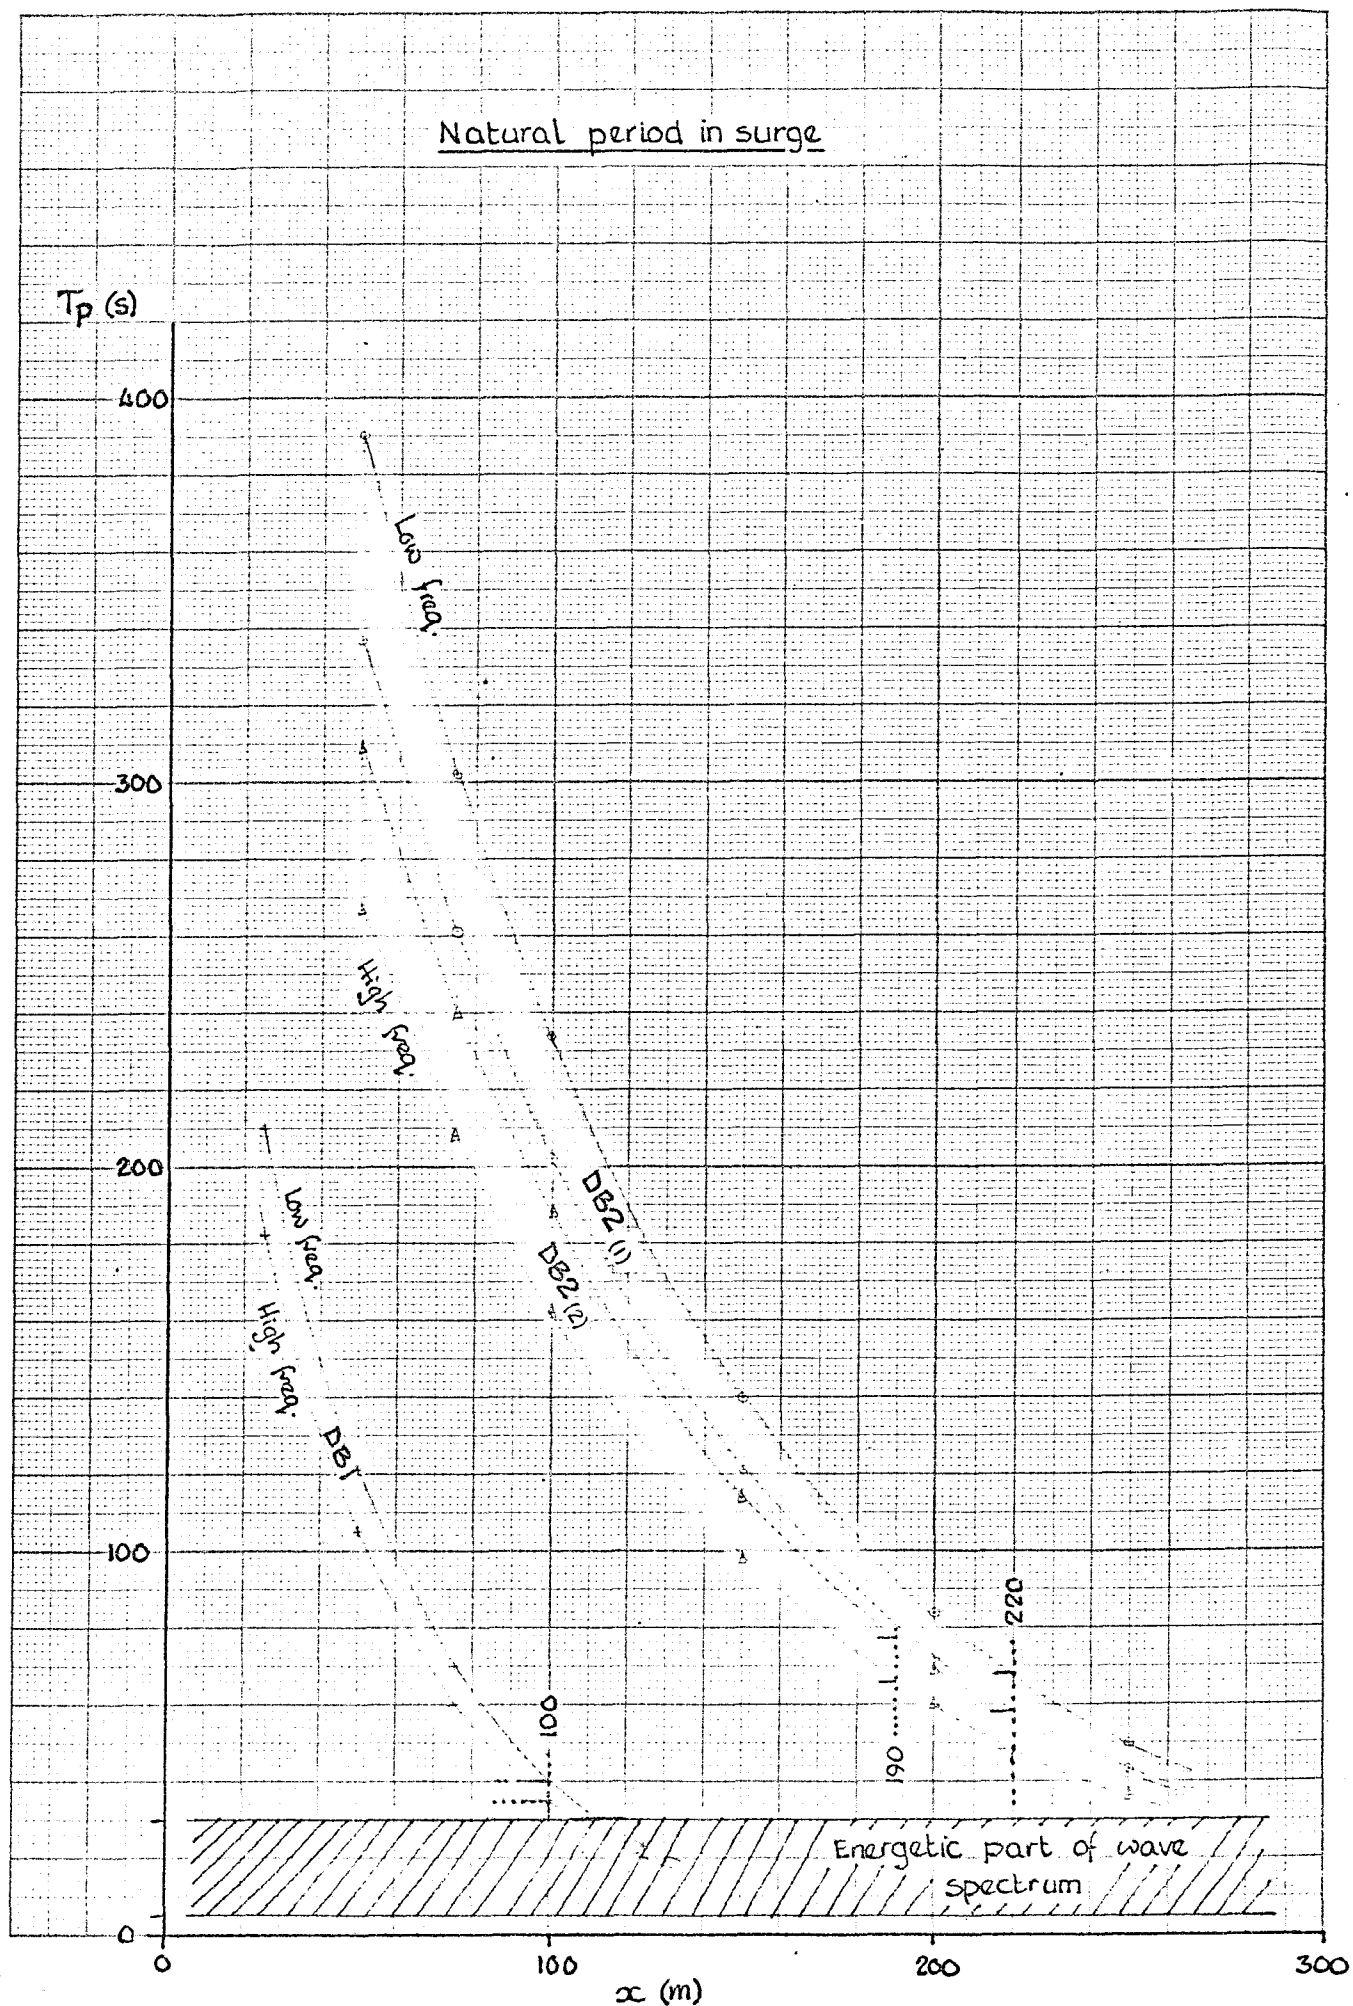 Natural period in surge
Tp (s)
400
Low freq.
300
High freq.
200
Low freq.
DB2 (1)
DB2 (2)
High freq.
DB1
100
220
100
190
Energetic part of wave
spectrum
0
0
100
200
300
x (m)